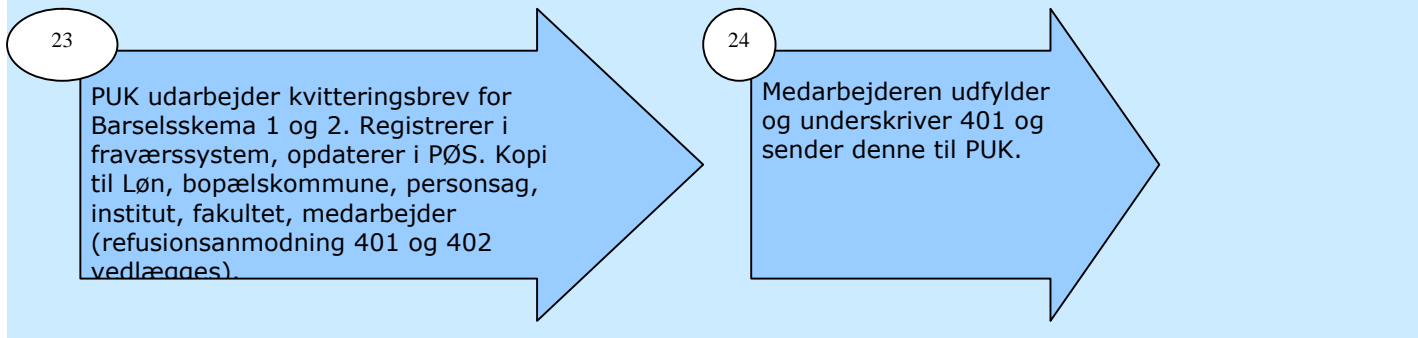 23
PUK udarbejder kvitteringsbrev for
Barselsskema 1 og 2. Registrerer i
fraværssystem, opdaterer i PØS. Kopi
til Løn, bopælskommune, personsag,
institut, fakultet, medarbejder
(refusionsanmodning 401 og 402
vedlægges).
24
Medarbejderen udfylder
og underskriver 401 og
sender denne til PUK.